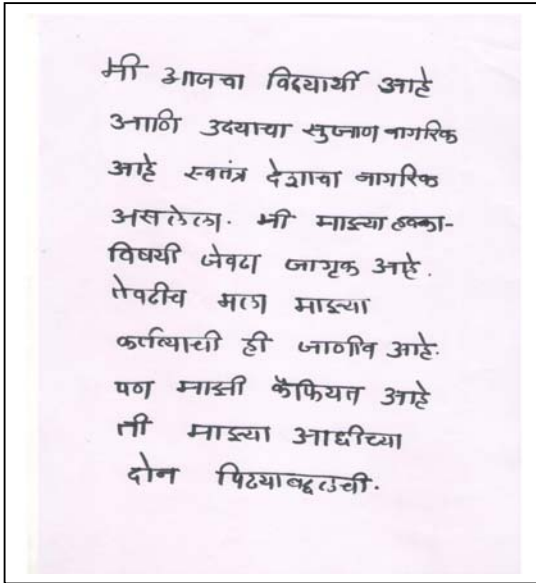 मी आजचा विद्यार्थी आहे
आणि उदयाचा सुजाण नागरिक
आहे स्वतंत्र देशाचा नागरिक
असलेला. मी माझ्या हक्का-
विषयी जेवढा जागृक आहे.
तेवढीच मला माझ्या
कर्तव्याची ही जाणीव आहे.
पण माझी कैफियत आहे
ती माझ्या आधीच्या
दोन पिढयाबद्दलची.